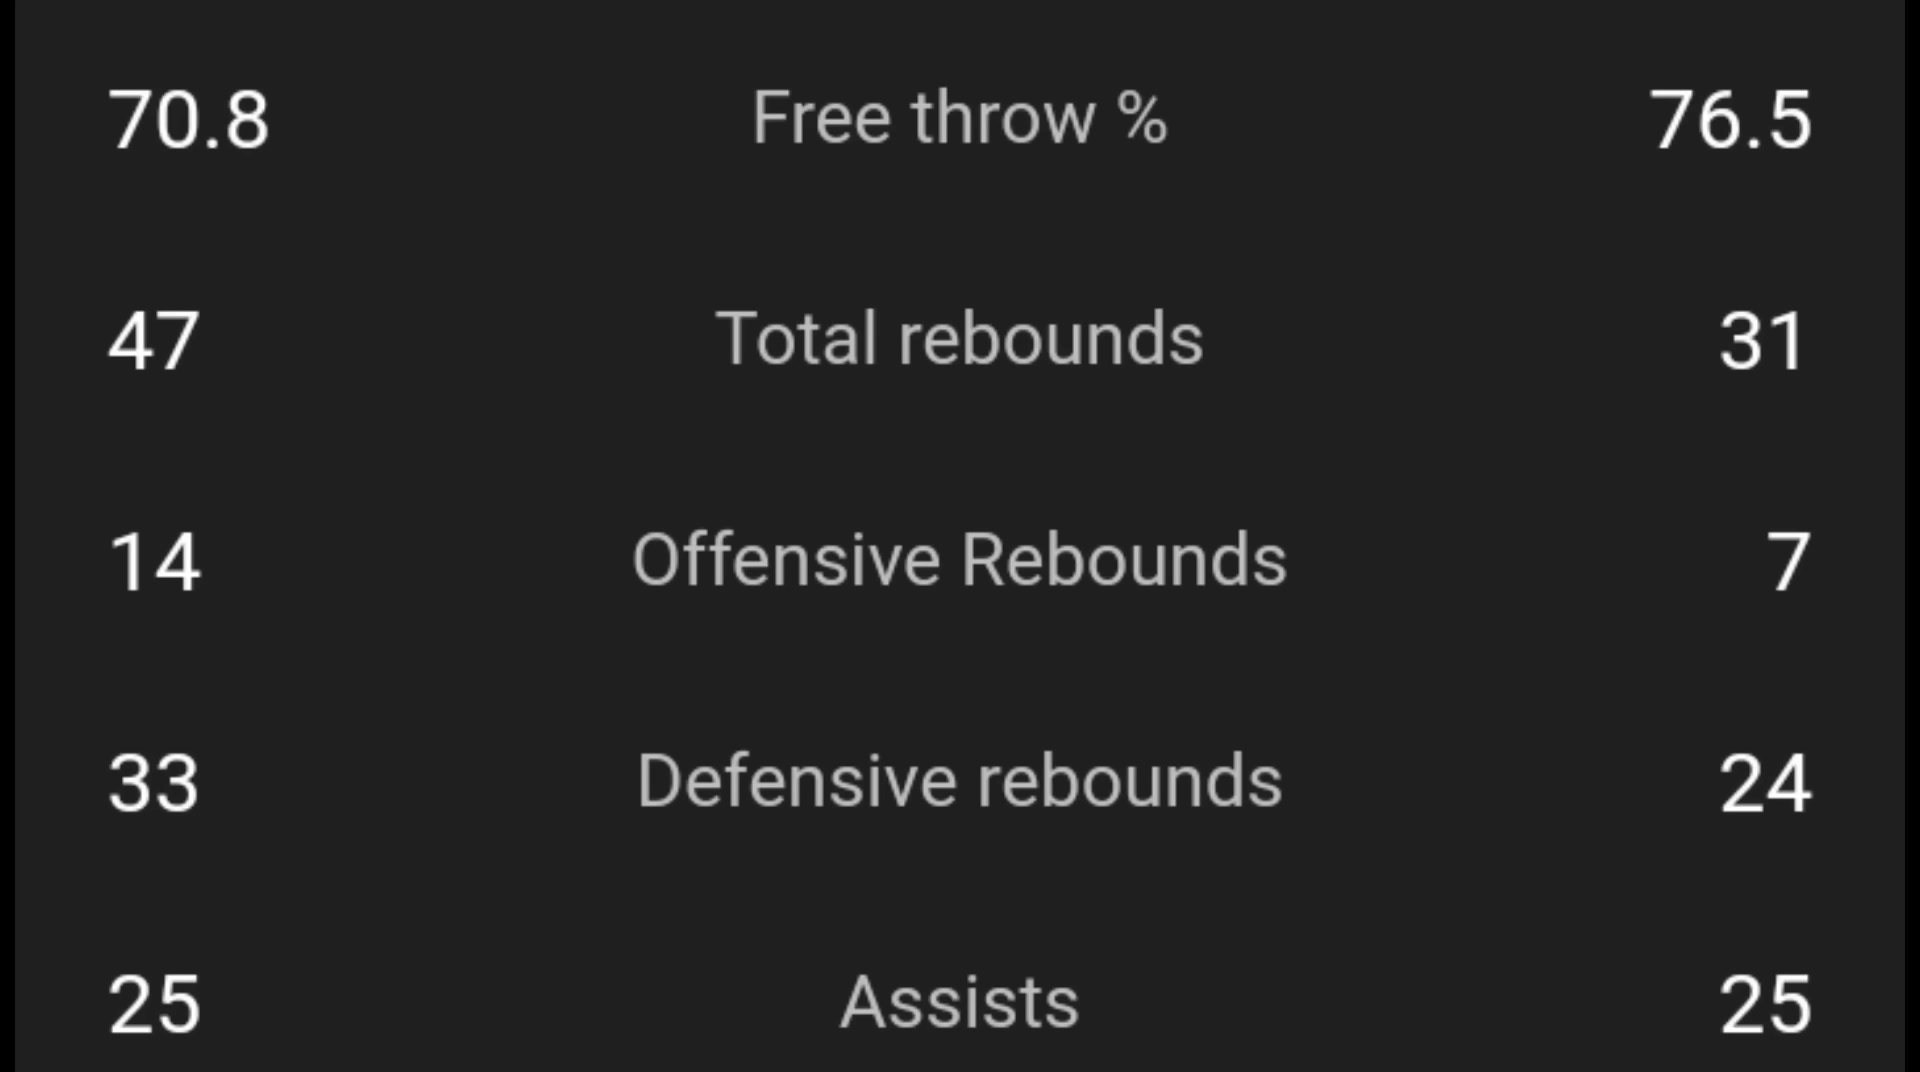 70.8 Free throw % 76.5
47 Total rebounds 31
14 Offensive Rebounds 7
33 Defensive rebounds 24
25 Assists 25